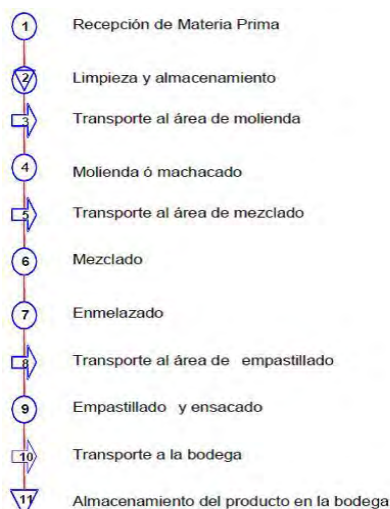 1 Recepción de Materia Prima
2 Limpieza y almacenamiento
3 Transporte al área de molienda
4 Molienda ó machacado
5 Transporte al área de mezclado
6 Mezclado
7 Enmelazado
8 Transporte al área de empastillado
9 Empastillado y ensacado
10 Transporte a la bodega
11 Almacenamiento del producto en la bodega